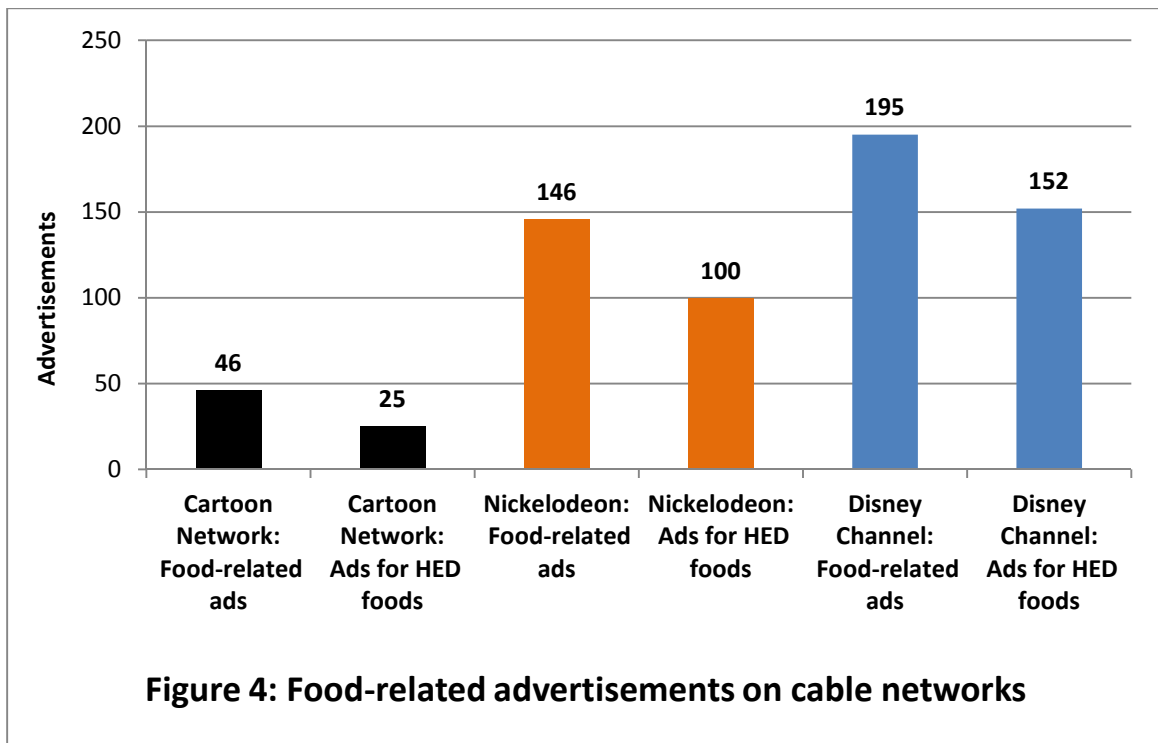 250
200
150
100
50
0
Advertisements
46
25
146
100
195
152
Cartoon
Network:
Food-related
ads
Cartoon
Network:
Ads for HED
foods
Nickelodeon:
Food-related
ads
Nickelodeon:
Ads for HED
foods
Disney
Channel:
Food-related
ads
Disney
Channel:
Ads for HED
foods
Figure 4: Food-related advertisements on cable networks